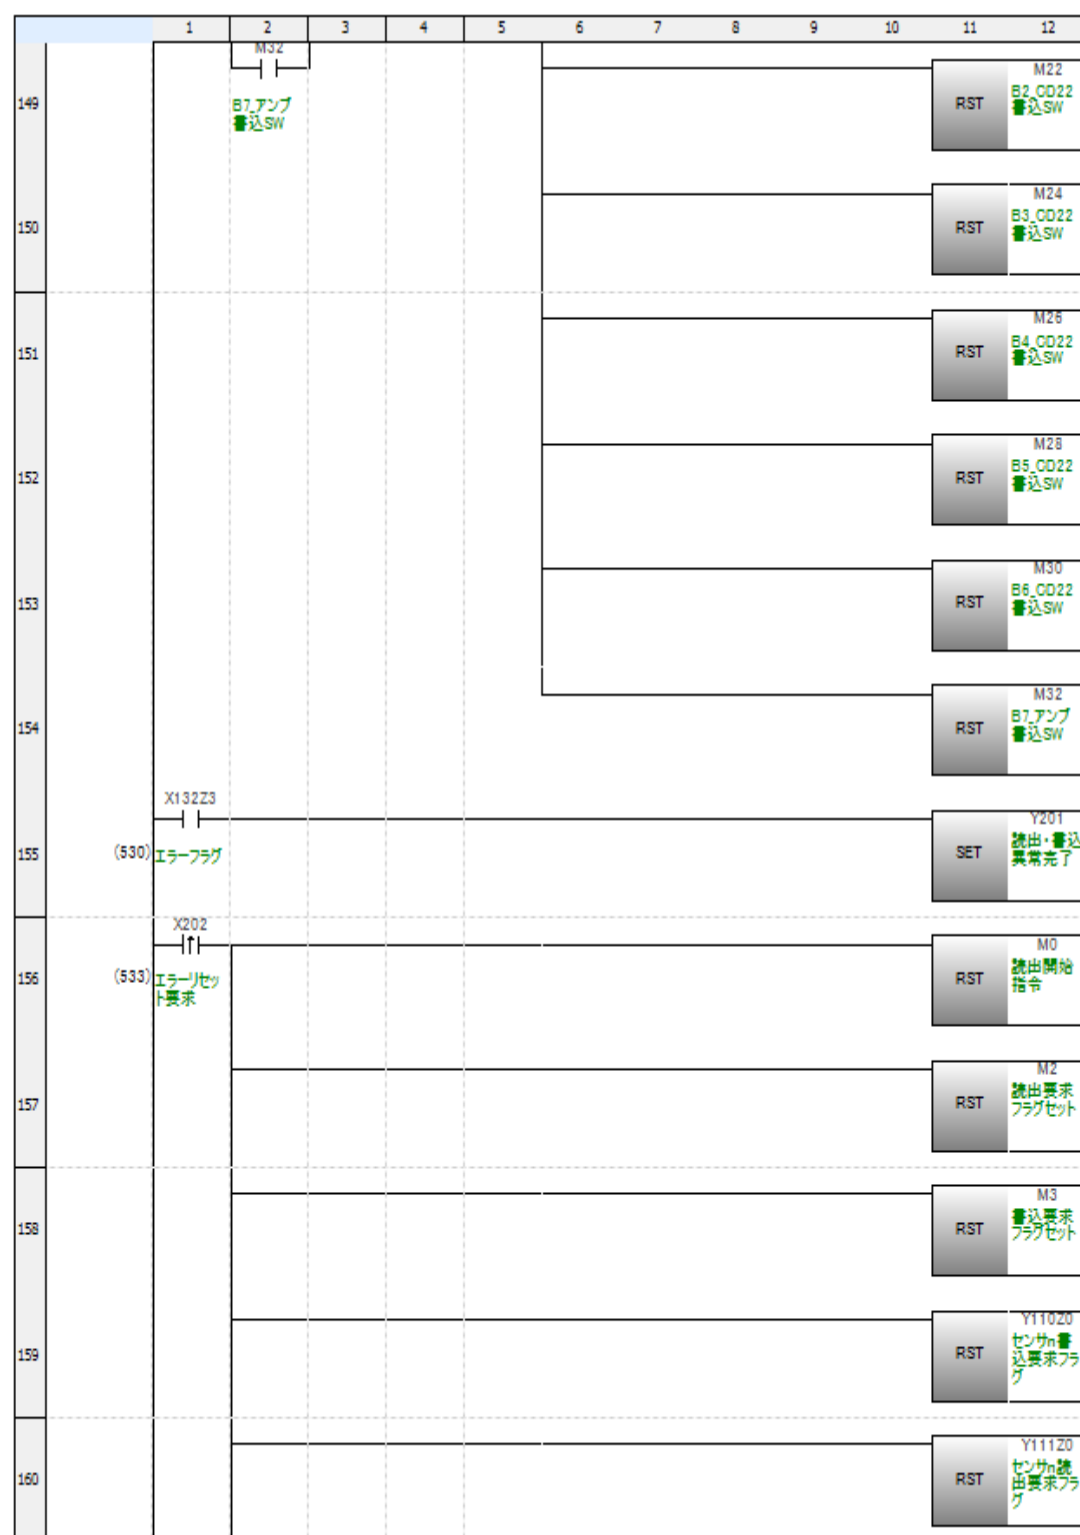 1 2 3 4 5 6 7 8 9 10 11 12
M32
B7_アンプ
書込SW
149
RST
M22
B2_CD22
書込SW
150
RST
M24
B3_CD22
書込SW
151
RST
M26
B4_CD22
書込SW
152
RST
M28
B5_CD22
書込SW
153
RST
M30
B6_CD22
書込SW
154
RST
M32
B7_アンプ
書込SW
155
(530)
X132Z3
エラーフラグ
SET
Y201
読出・書込
異常完了
156
(533)
X202
エラーリセッ
ト要求
RST
M0
読出開始
指令
157
RST
M2
読出要求
フラグセット
158
RST
M3
書込要求
フラグセット
159
RST
Y110Z0
センサn書
込要求フラ
グ
160
RST
Y111Z0
センサn読
出要求フラ
グ